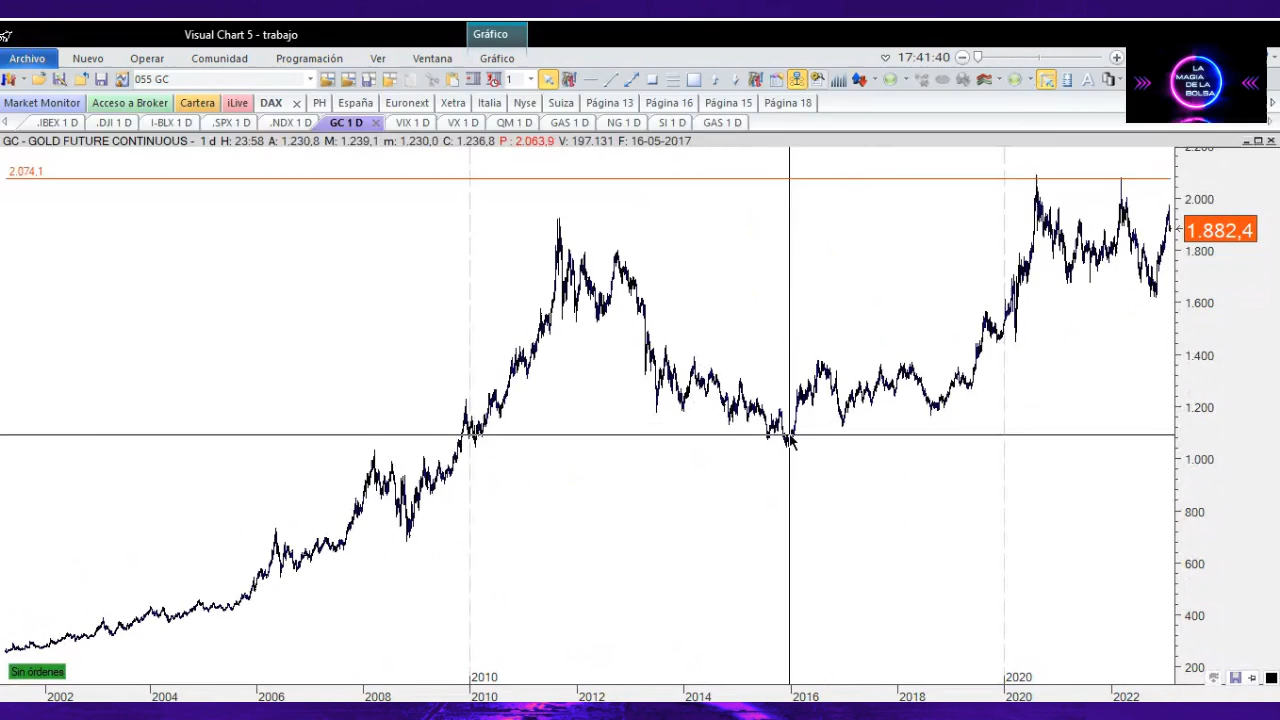 Visual Chart 5 - trabajo
Gráfico
Archivo Nuevo Operar Comunidad Programación Ver Ventana Gráfico
17:41:40
055 GC
1
LA
MAGIA
DE LA
BOLSA
Market Monitor Acceso a Broker Cartera iLive DAX PH España Euronext Xetra Italia Nyse Suiza Página 13 Página 16 Página 15 Página 18
.IBEX 1 D .DJI 1 D I-BLX 1 D .SPX 1 D .NDX 1 D GC 1 D VIX 1 D VX 1 D QM 1 D GAS 1 D NG 1 D SI 1 D GAS 1 D
GC - GOLD FUTURE CONTINUOUS - 1 d H: 23:58 A: 1.230,8 M: 1.239,1 m: 1.230,0 C: 1.236,8 P: 2.063,9 V: 197.131 F: 16-05-2017
2.074,1
2.200
2.000
1.882,4
1.800
1.600
1.400
1.200
1.000
800
600
400
200
Sin órdenes
2010 2020
2002 2004 2006 2008 2010 2012 2014 2016 2018 2020 2022